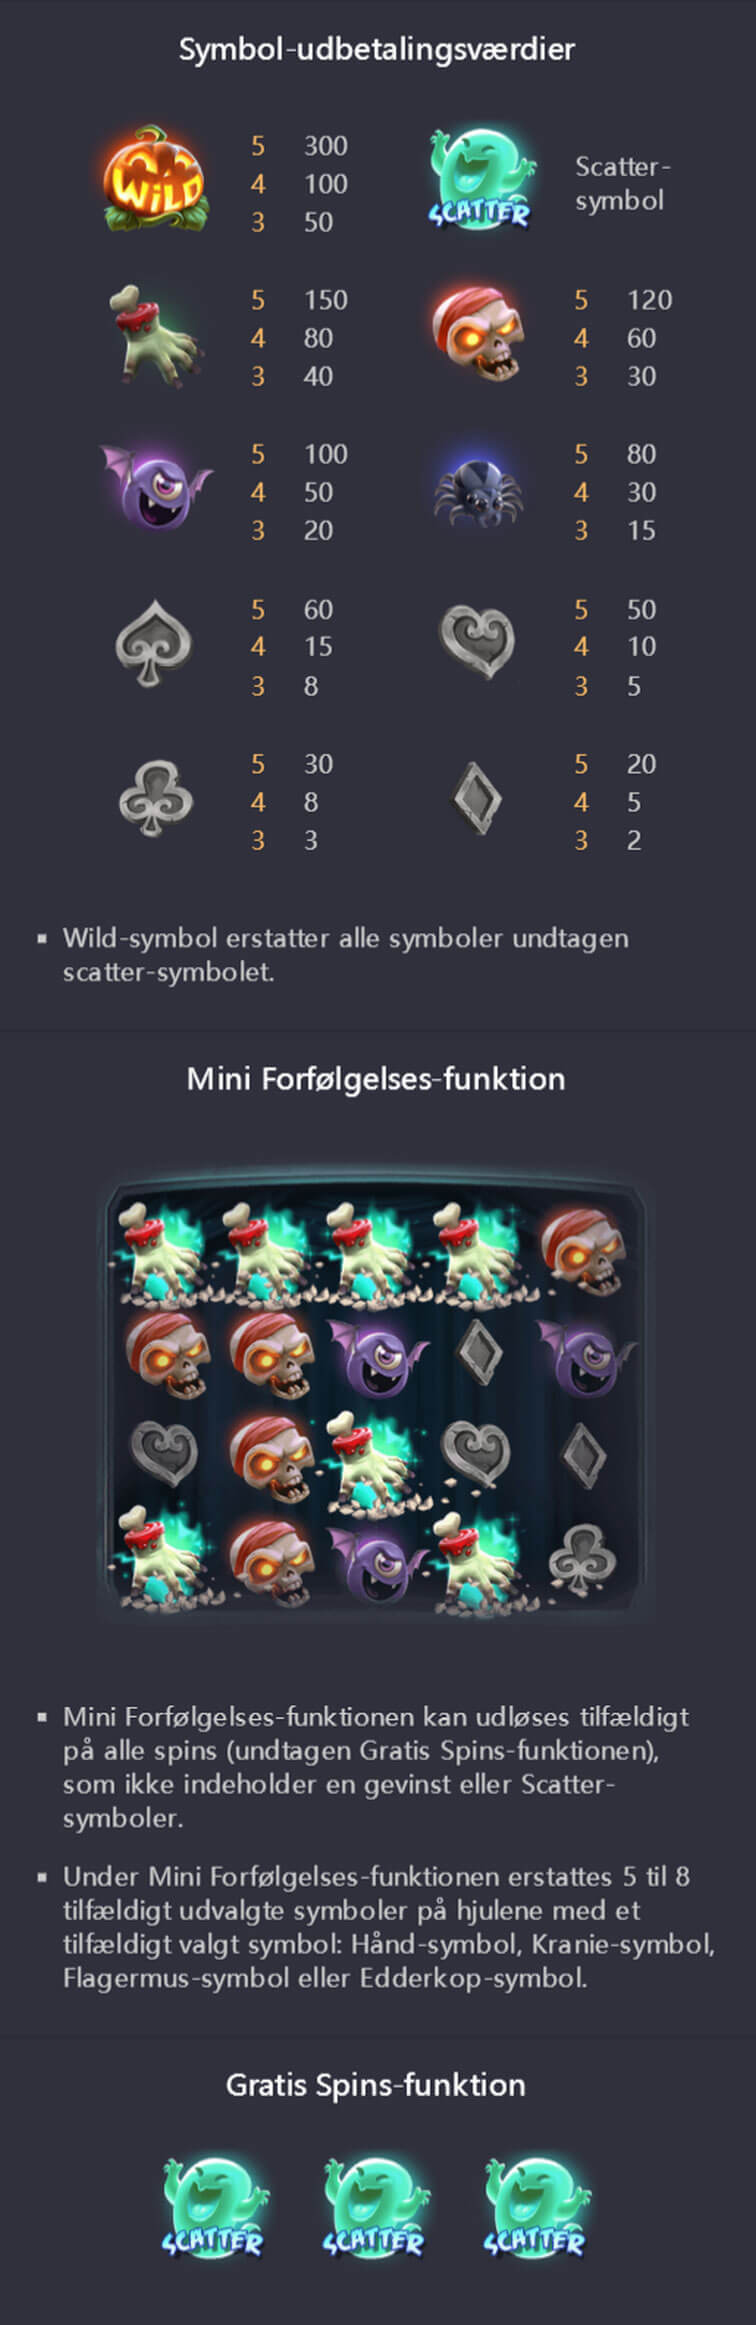 Symbol-udbetalingsværdier
WILD
5 300
4 100
3 50
SCATTER
Scatter-
symbol
5 150
4 80
3 40
5 120
4 60
3 30
5 100
4 50
3 20
5 80
4 30
3 15
5 60
4 15
3 8
5 50
4 10
3 5
5 30
4 8
3 3
5 20
4 5
3 2
Wild-symbol erstatter alle symboler undtagen
scatter-symbolet.
Mini Forfølgelses-funktion
Mini Forfølgelses-funktionen kan udløses tilfældigt
på alle spins (undtagen Gratis Spins-funktionen),
som ikke indeholder en gevinst eller Scatter-
symboler.
Under Mini Forfølgelses-funktionen erstattes 5 til 8
tilfældigt udvalgte symboler på hjulene med et
tilfældigt valgt symbol: Hånd-symbol, Kranie-symbol,
Flagermus-symbol eller Edderkop-symbol.
Gratis Spins-funktion
SCATTER SCATTER SCATTER